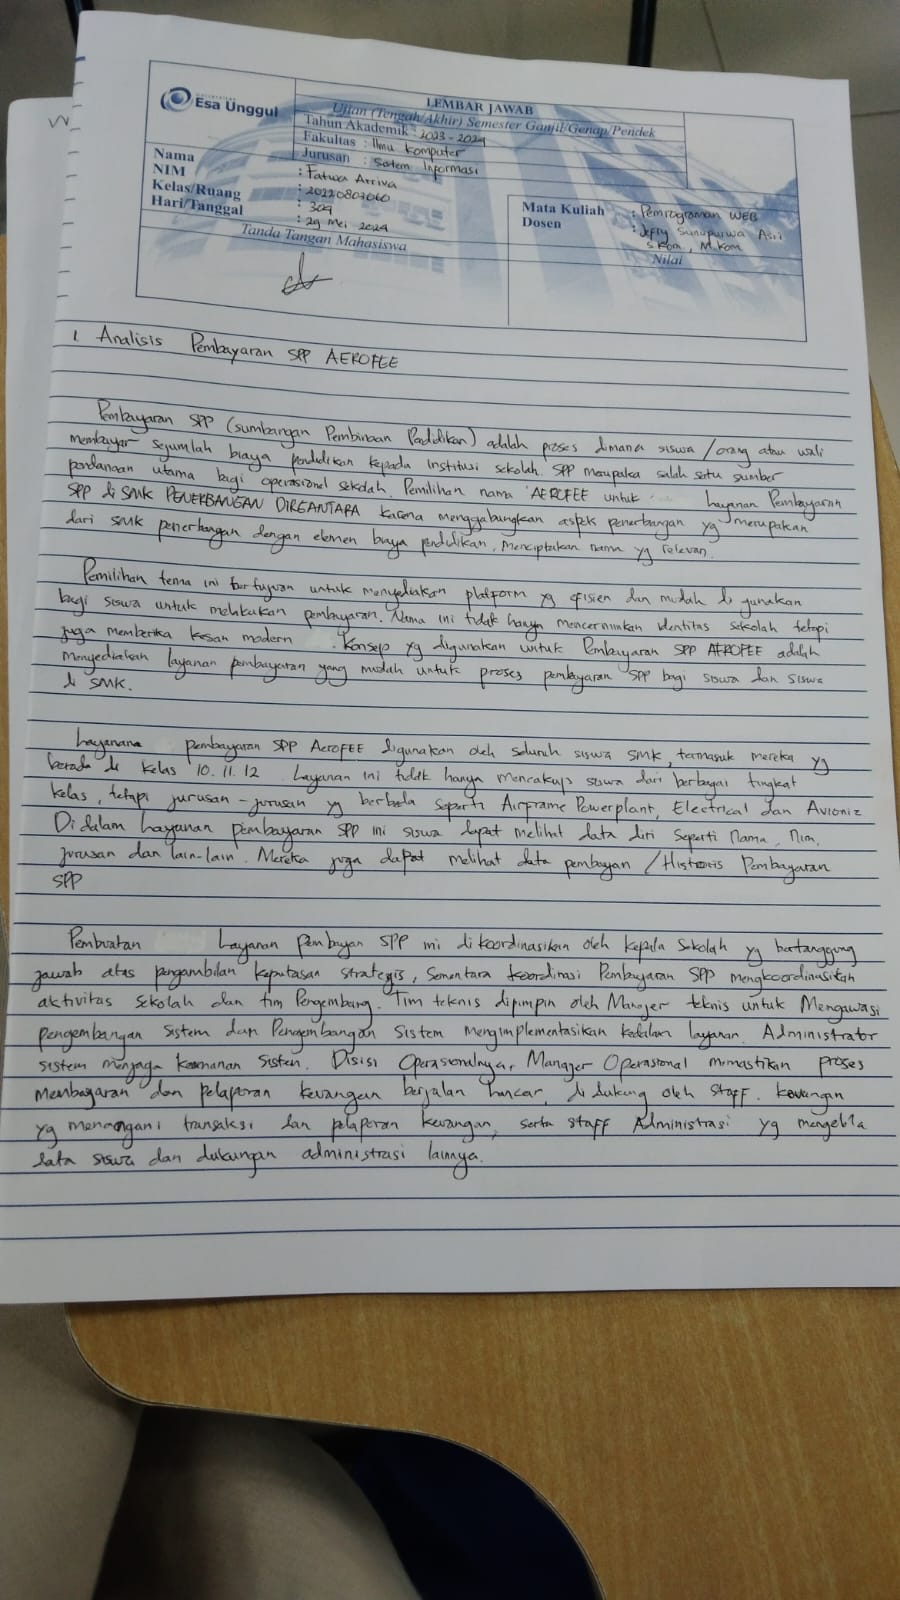 Universitas
Esa Unggul
LEMBAR JAWAB
Ujian (Tengah/Akhir) Semester Ganjil/Genap/Pendek
Tahun Akademik : 2023-2024
Fakultas : Ilmu Komputer
Jurusan : Sistem Informasi
Nama : Fatwa Arriva
NIM : 20220803060
Kelas/Ruang : 309
Hari/Tanggal : 29 Mei 2024
Mata Kuliah : Pemrograman WEB
Dosen : Jefry Sunupurwa Asri
S.Kom, M.Kom
Tanda Tangan Mahasiswa
Nilai
1. Analisis Pembayaran SPP AEROFEE
Pembayaran SPP (sumbangan Pembinaan Pendidikan) adalah proses dimana siswa / orang atau wali
membayar sejumlah biaya pendidikan kepada institusi sekolah. SPP merupaka salah satu sumber
pendanaan utama bagi operasional sekolah. Pemilihan nama 'AEROFEE untuk layanan Pembayaran
SPP di SMK PENERBANGAN DIRGANTARA karena menggabungkan aspek penerbangan yg merupakan
dari SMK penerbangan dengan elemen biaya pendidikan, menciptakan nama yg relevan.
Pemilihan tema ini bertujuan untuk menyediakan platform yg efisien dan mudah di gunakan
bagi siswa untuk melakukan pembayaran. Nama ini tidak hanya mencerminkan identitas sekolah tetapi
juga memberika kesan modern. Konsep yg digunakan untuk Pembayaran SPP AEROFEE adalah
menyediakan layanan pembayaran yang mudah untuk proses pembayaran SPP bagi siswa dan siswa
di SMK.
Layanana pembayaran SPP AeroFEE digunakan oleh seluruh siswa SMK, termasuk mereka yg
berada di Kelas 10. 11. 12 Layanan ini tidak hanya mencakup siswa dari berbagai tingkat
kelas, tetapi jurusan-jurusan yg berbeda seperti Airframe Powerplant, Electrical dan Avionic
Didalam Layanan pembayaran SPP ini siswa dapat melihat data diri seperti Nama, Nim,
jurusan dan lain-lain. Mereka juga dapat melihat data pembayan / Historis Pembayaran
SPP
Pembuatan Layanan pembayan SPP ini di koordinasikan oleh kepala sekolah yg bertanggung
jawab atas pengambilan keputasan strategis, sementara koordinasi Pembayaran SPP mengkoordinasikan
aktivitas sekolah dan tim Pengembang. Tim teknis dipimpin oleh Manajer teknis untuk Mengawasi
pengembangan sistem dan Pengembangan Sistem mengimplementasikan kedalam layanan. Administrator
sistem menjaga keamanan Sistem. Disisi Operasionalnya, Manager Operasional memastikan proses
Membayaran dan pelaporan keuangan berjalan lancar, di dukung oleh Staff. keuangan
yg menangani transaksi dan pelaporan keuangan, serta staff Administrasi yg mengelola
data siswa dan dukungan administrasi lainnya.